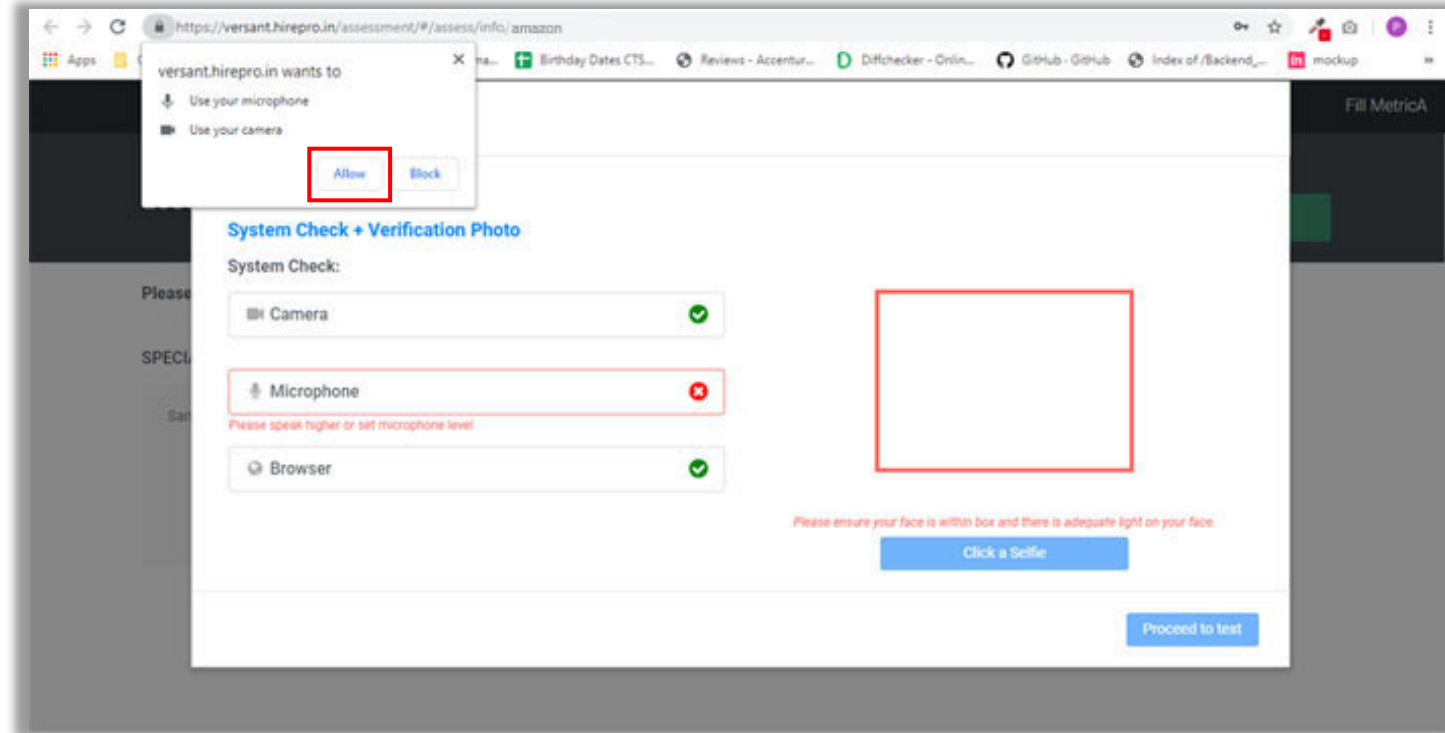 https://versant.hirepro.in/assessment/#/assess/info/amazon
Apps Birthday Dates CTS... Reviews - Accentur... Diffchecker - Onlin... GitHub · GitHub Index of /Backend_... mockup
versant.hirepro.in wants to
Use your microphone
Use your camera
Allow Block
Fill MetricA
System Check + Verification Photo
System Check:
Please
Camera
SPECI
Microphone
Please speak higher or set microphone level
Browser
Please ensure your face is within box and there is adequate light on your face.
Click a Selfie
Proceed to test